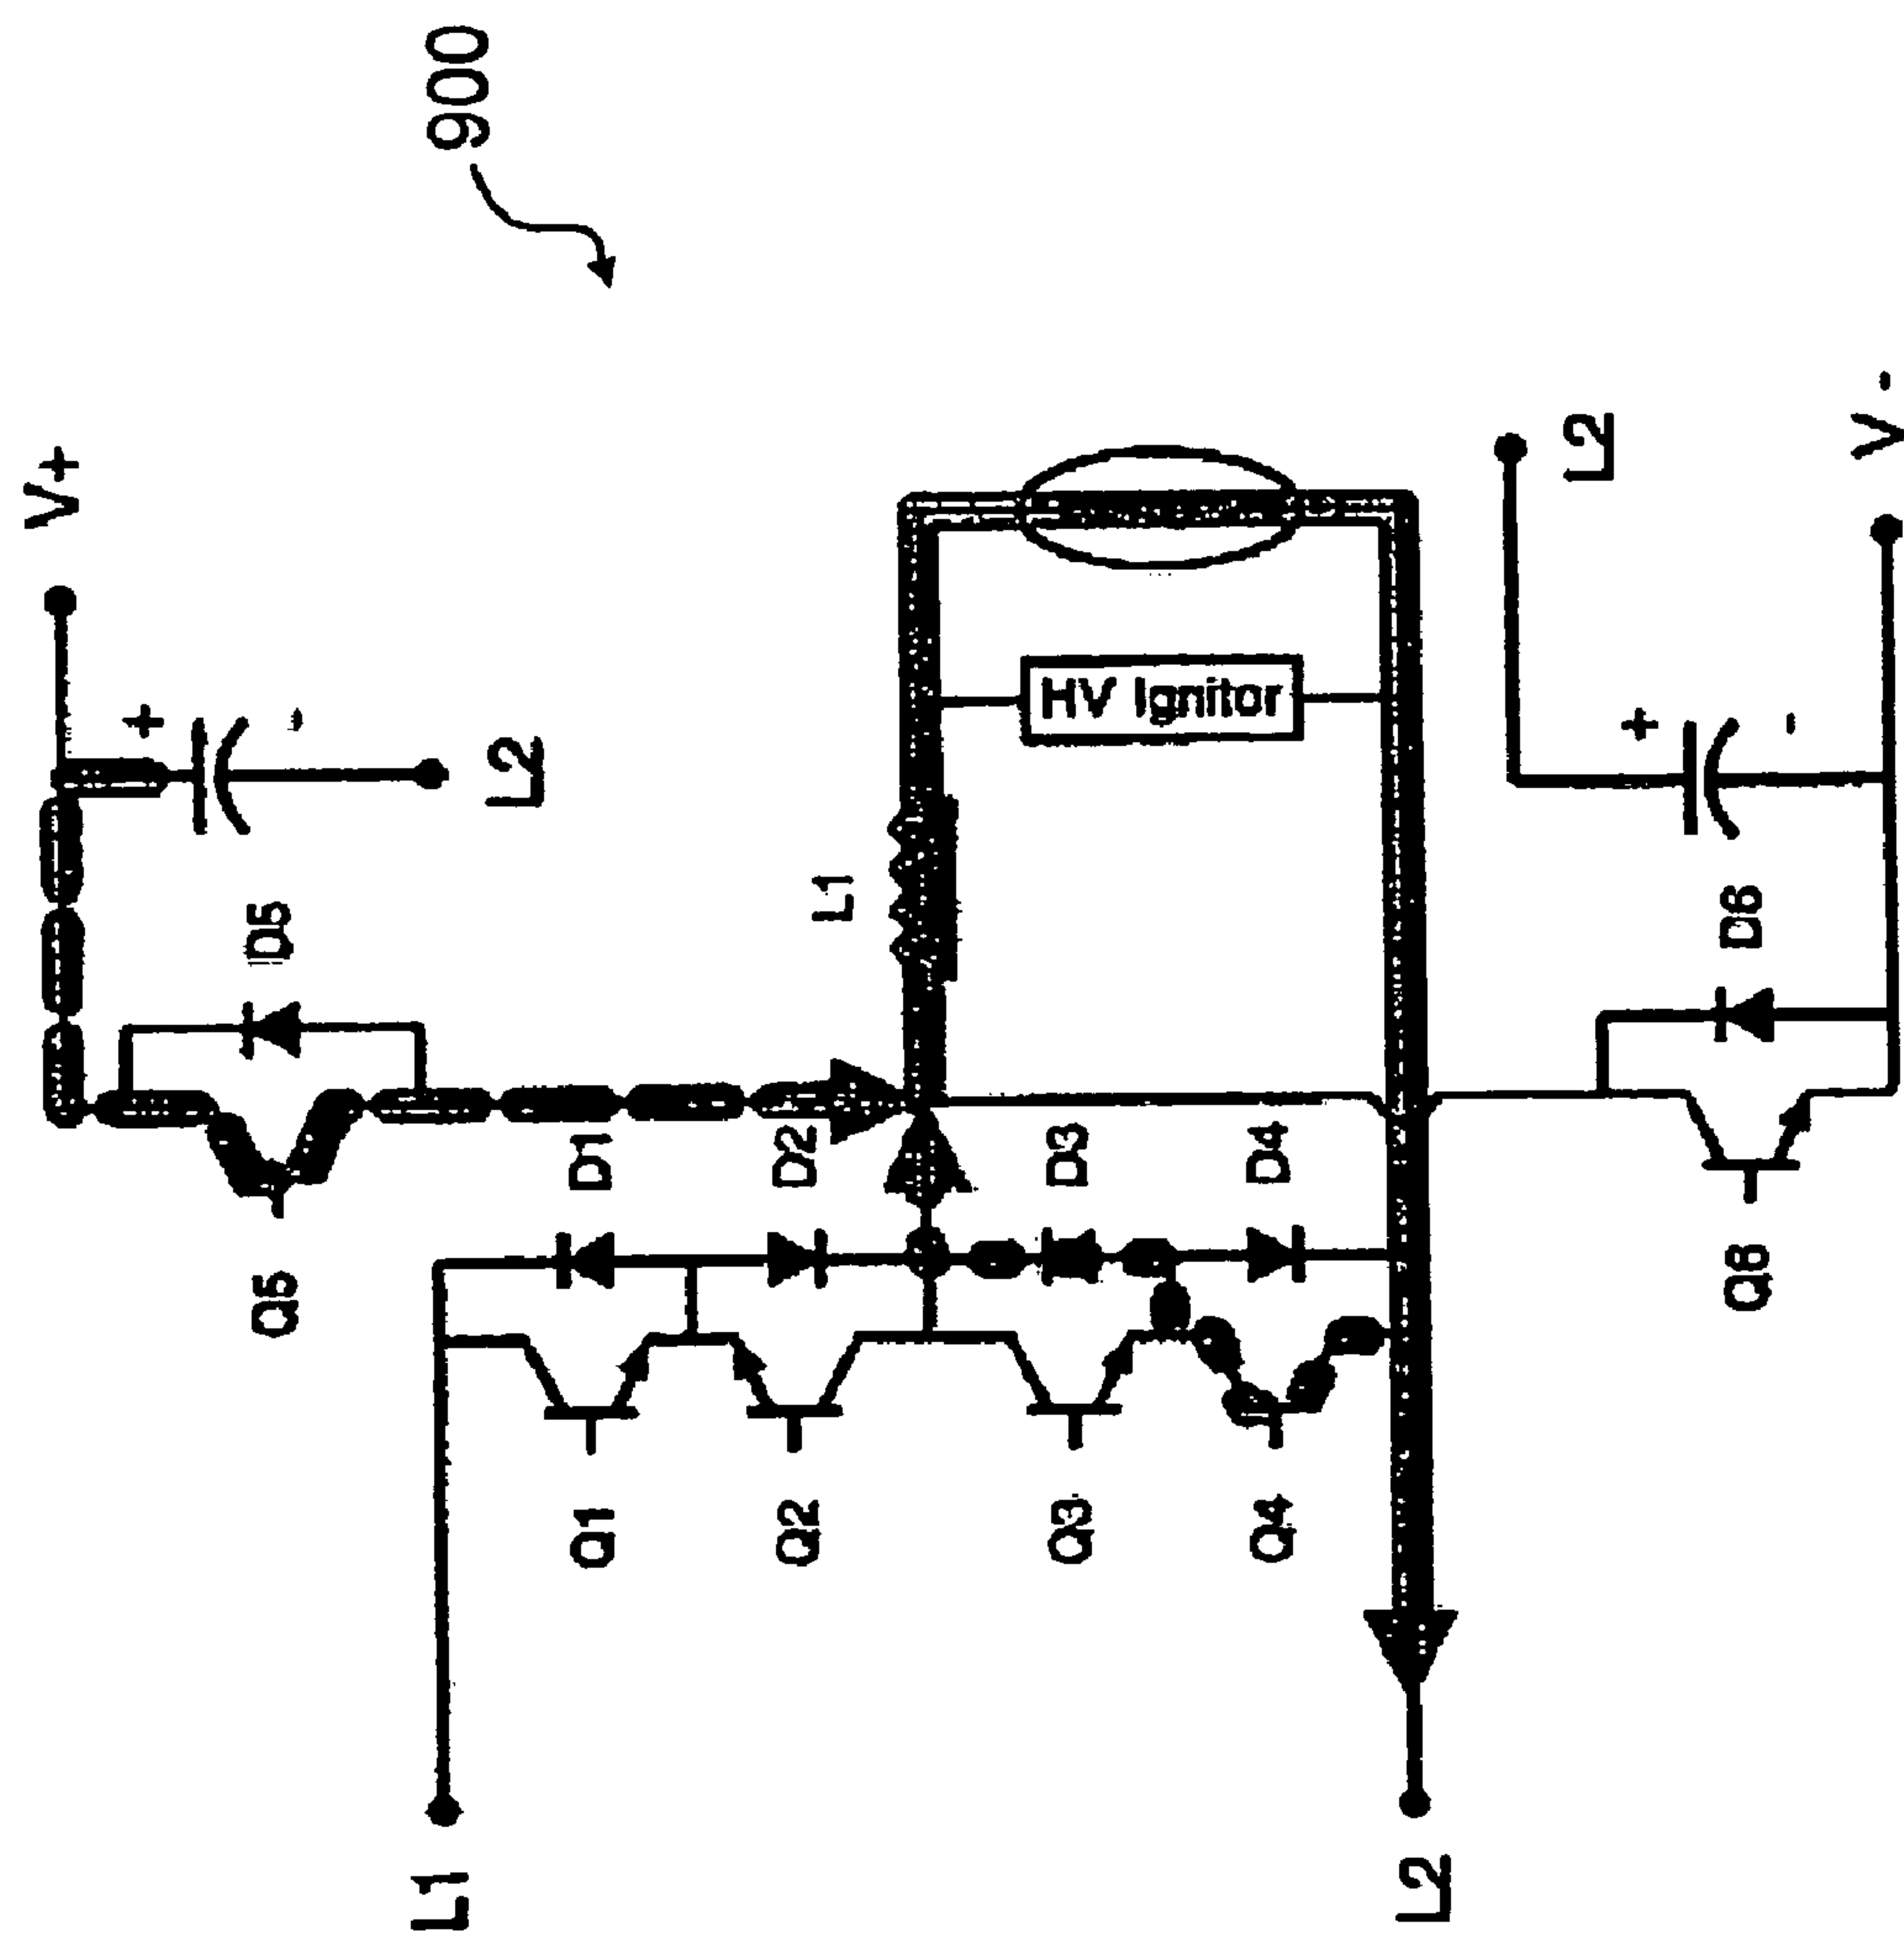 900
V+
+
-
L2
D5
Q5
L1
HV Ignitor
D1
D2
D3
D4
Q1
Q2
Q3
Q4
L1
L2
L2
+
-
D6
V-